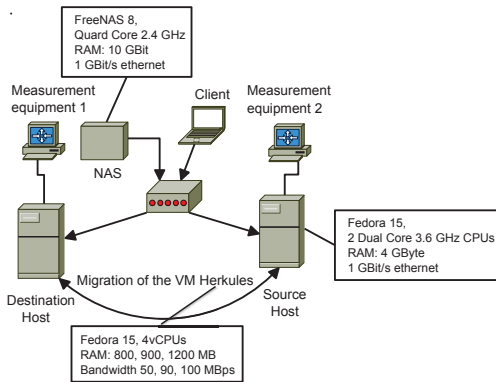 FreeNAS 8,
Quad Core 2.4 GHz
RAM: 10 GBit
1 GBit/s ethernet
Measurement
equipment 1
Client
Measurement
equipment 2
NAS
Fedora 15,
2 Dual Core 3.6 GHz CPUs
RAM: 4 GByte
1 GBit/s ethernet
Migration of the VM Herkules
Destination
Host
Source
Host
Fedora 15, 4vCPUs
RAM: 800, 900, 1200 MB
Bandwidth 50, 90, 100 MBps